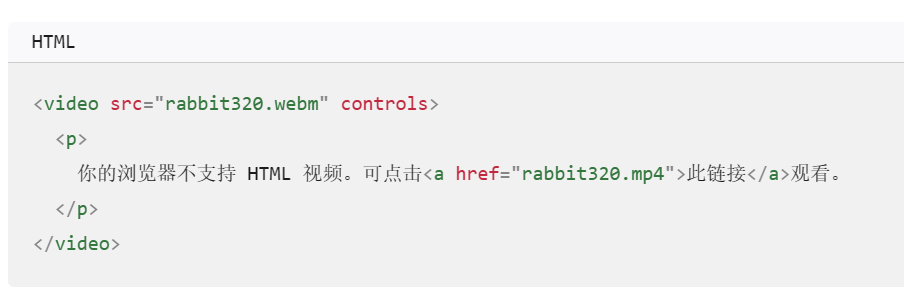 HTML
<video src="rabbit320.webm" controls>
  <p>
    你的浏览器不支持 HTML 视频。可点击<a href="rabbit320.mp4">此链接</a>观看。
  </p>
</video>